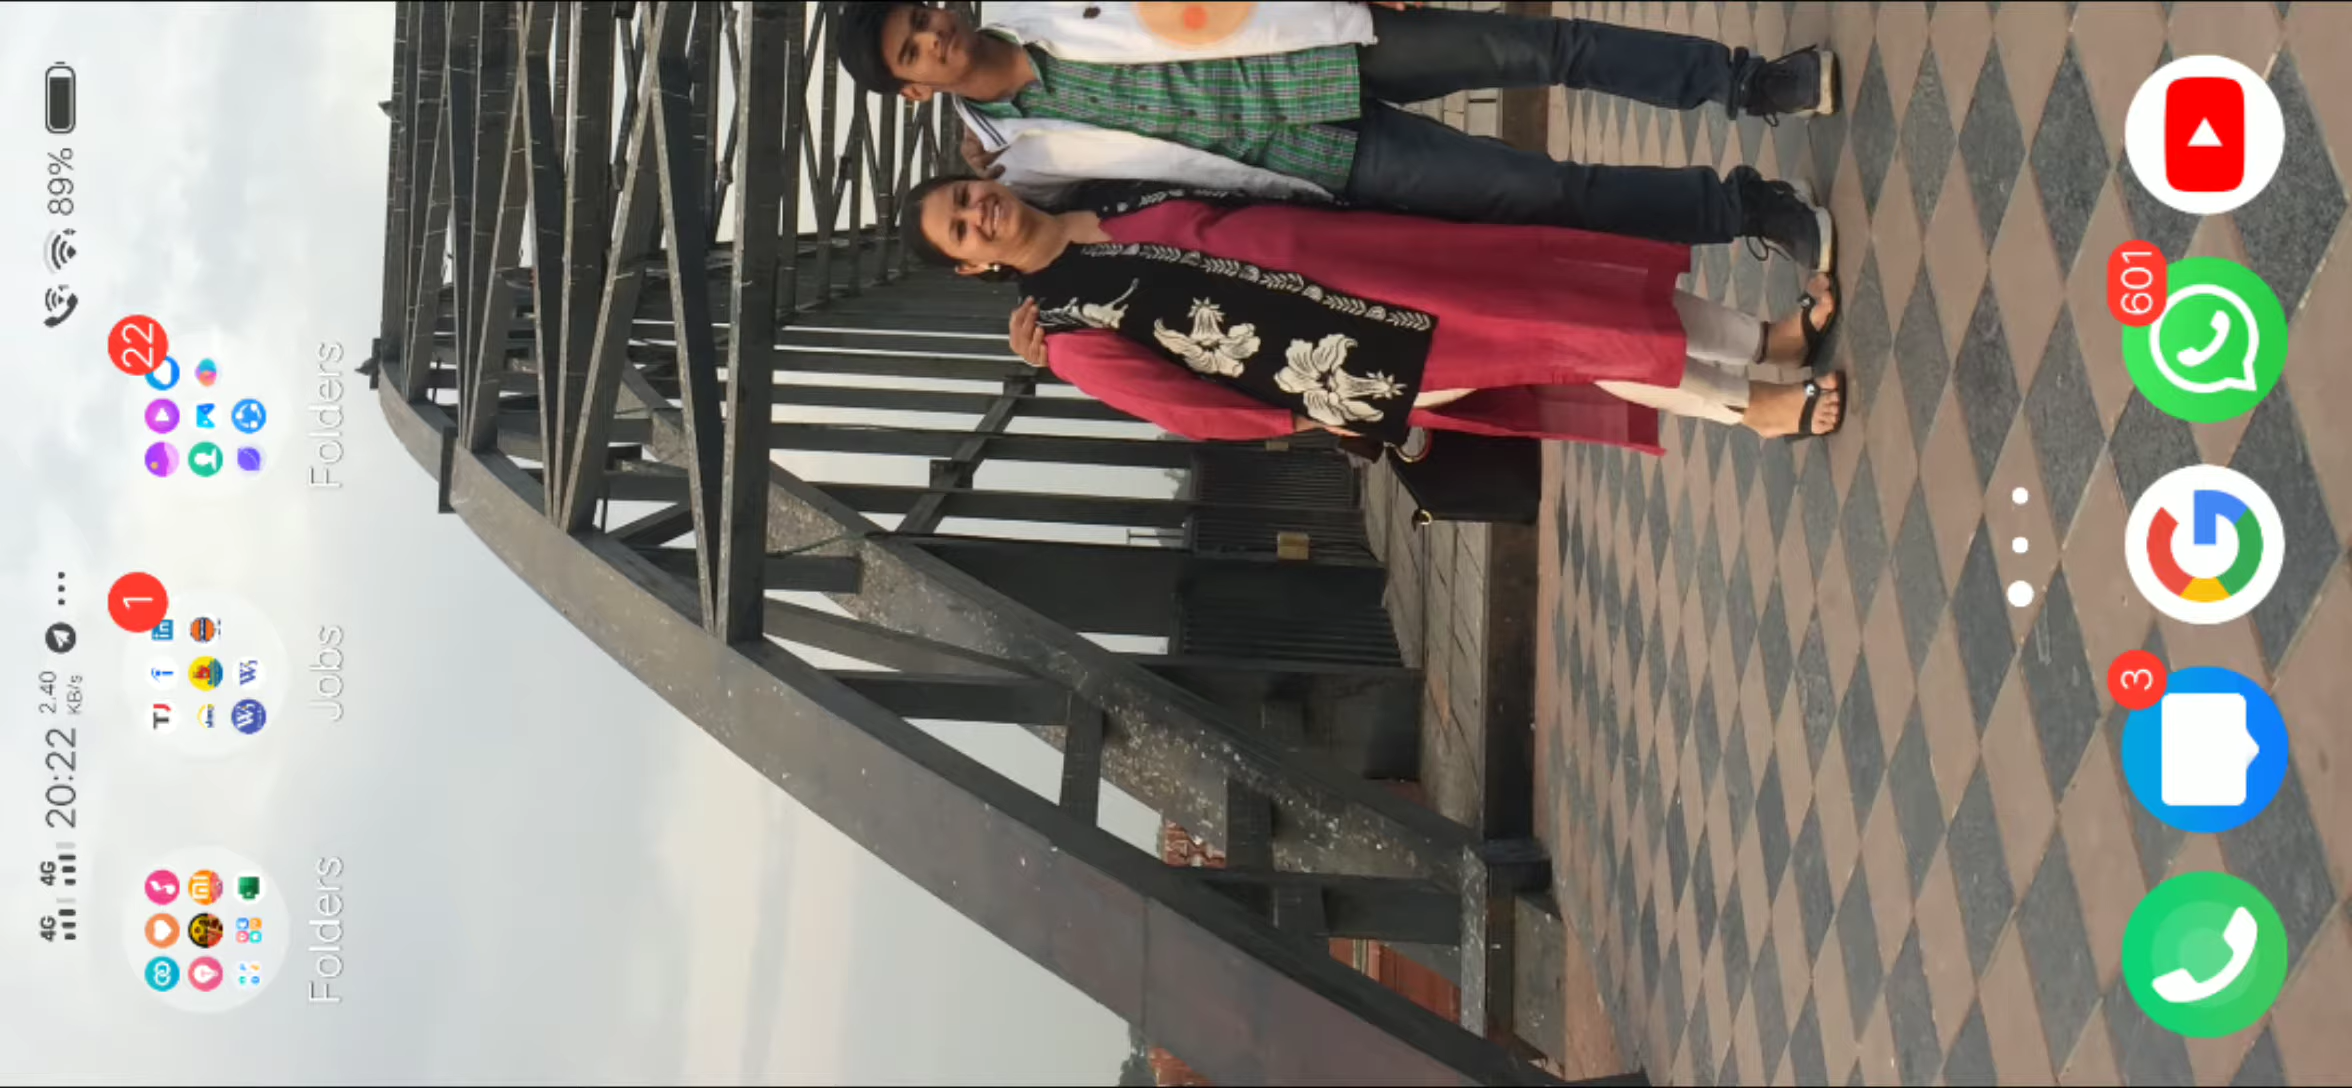 4G 4G 20:22 2.40 KB/s ... 89%
1 22
Folders Jobs Folders
3 601